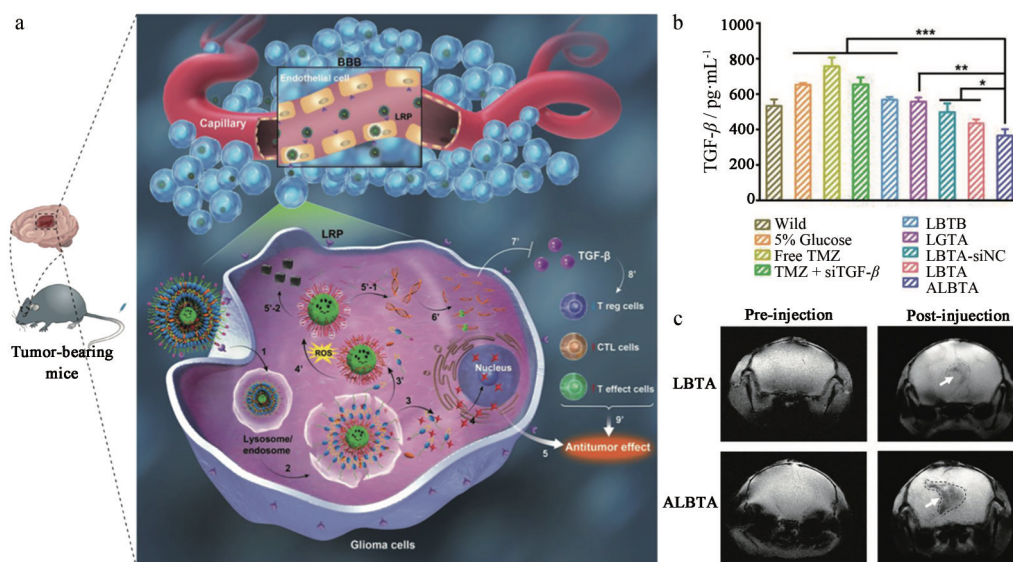 a
BBB
Endothelial cell
LRP
Capillary
Tumor-bearing
mice
LRP
7'
TGF-β
8'
5'-1
5'-2
6'
T reg cells
1
ROS
4'
CTL cells
Nucleus
3'
T effect cells
3
4
9'
Lysosome/
endosome
2
5
Antitumor effect
Glioma cells
b
TGF-β / pg·mL⁻¹
800
600
400
200
0
***
**
*
Wild
5% Glucose
Free TMZ
TMZ + siTGF-β
LBTB
LGTA
LBTA-siNC
LBTA
ALBTA
c
Pre-injection
Post-injuection
LBTA
ALBTA